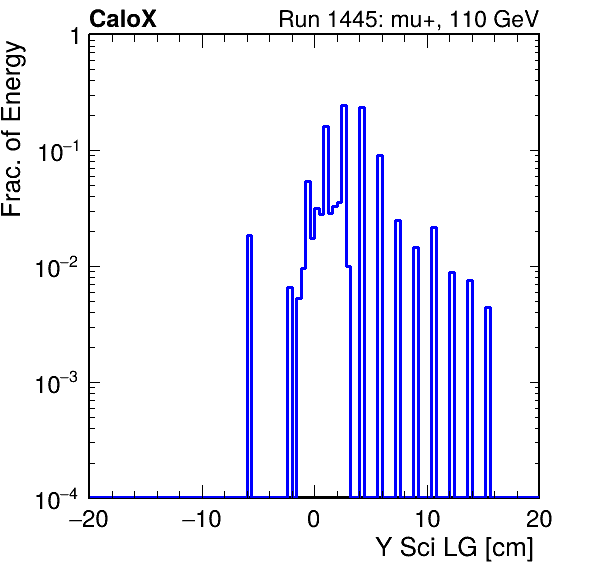 CaloX Run 1445: mu+, 110 GeV
Frac. of Energy
1
10⁻¹
10⁻²
10⁻³
10⁻⁴
−20 −10 0 10 20
Y Sci LG [cm]